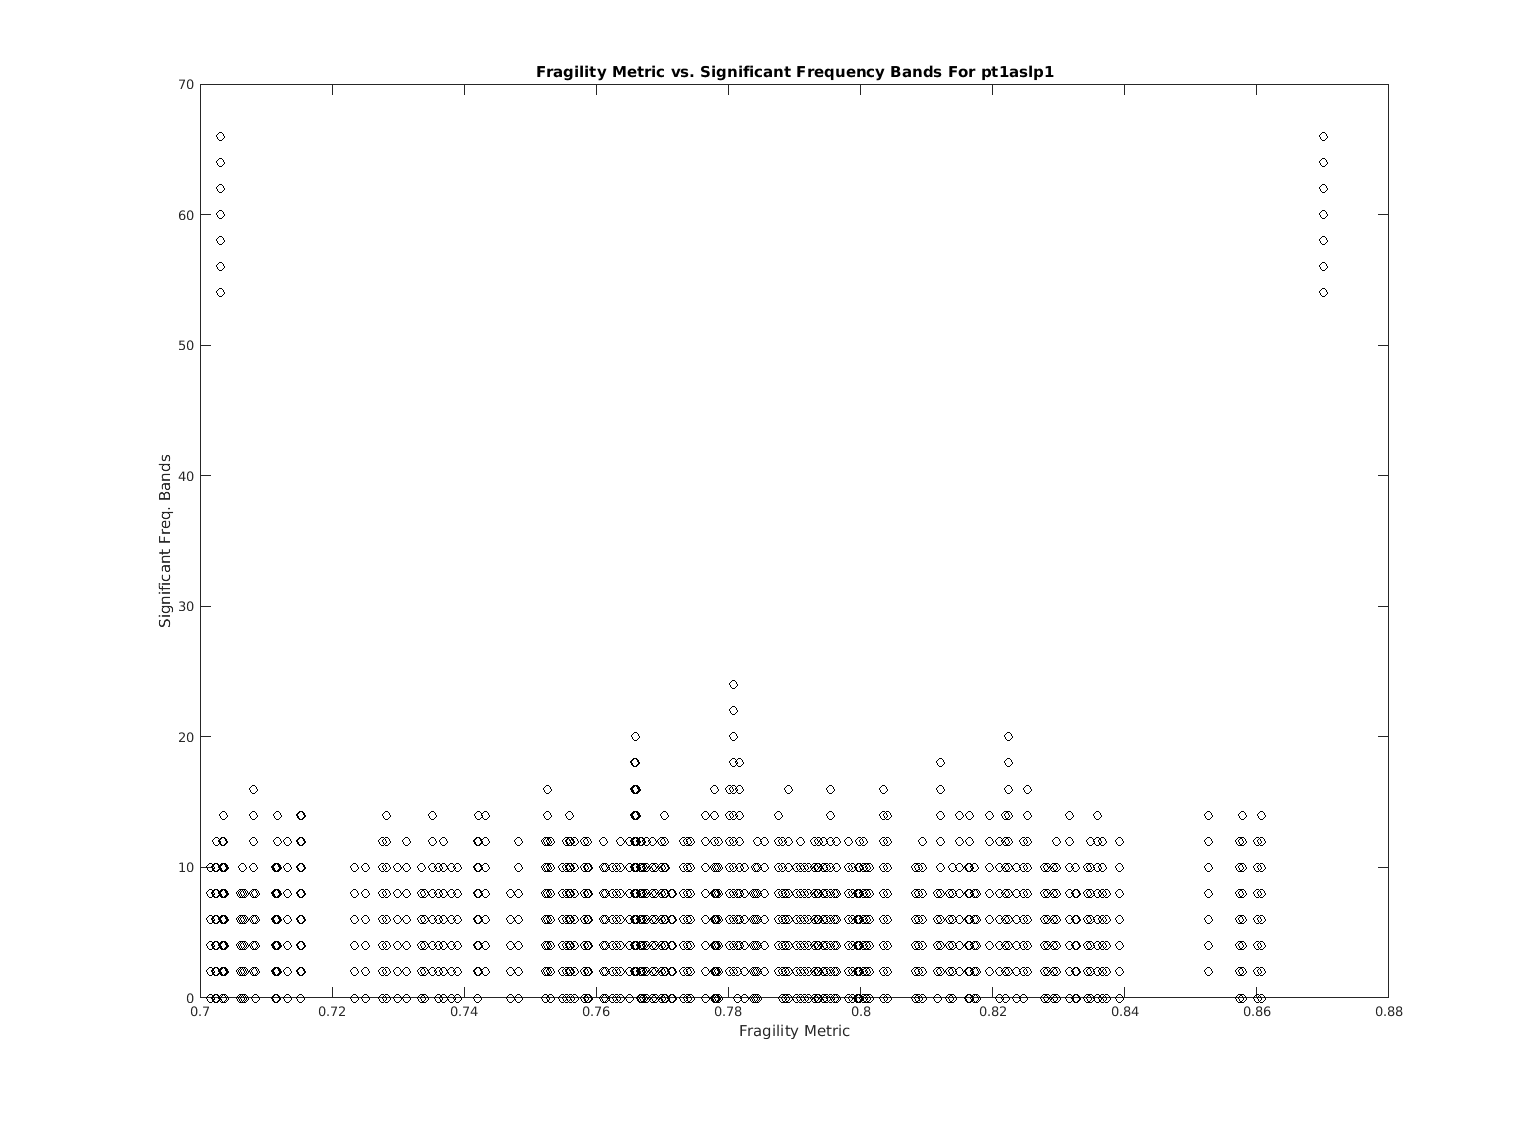 Fragility Metric vs. Significant Frequency Bands For pt1aslp1
70
60
50
40
30
20
10
0
Significant Freq. Bands
0.7 0.72 0.74 0.76 0.78 0.8 0.82 0.84 0.86 0.88
Fragility Metric